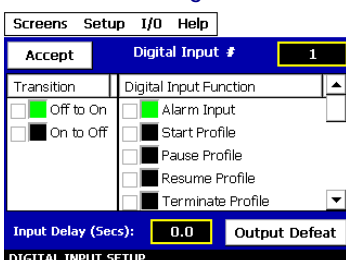 Screens Setup I/O Help
Accept Digital Input # 1
Transition Digital Input Function
Off to On Alarm Input
On to Off Start Profile
Pause Profile
Resume Profile
Terminate Profile
Input Delay (Secs): 0.0 Output Defeat
DIGITAL INPUT SETUP